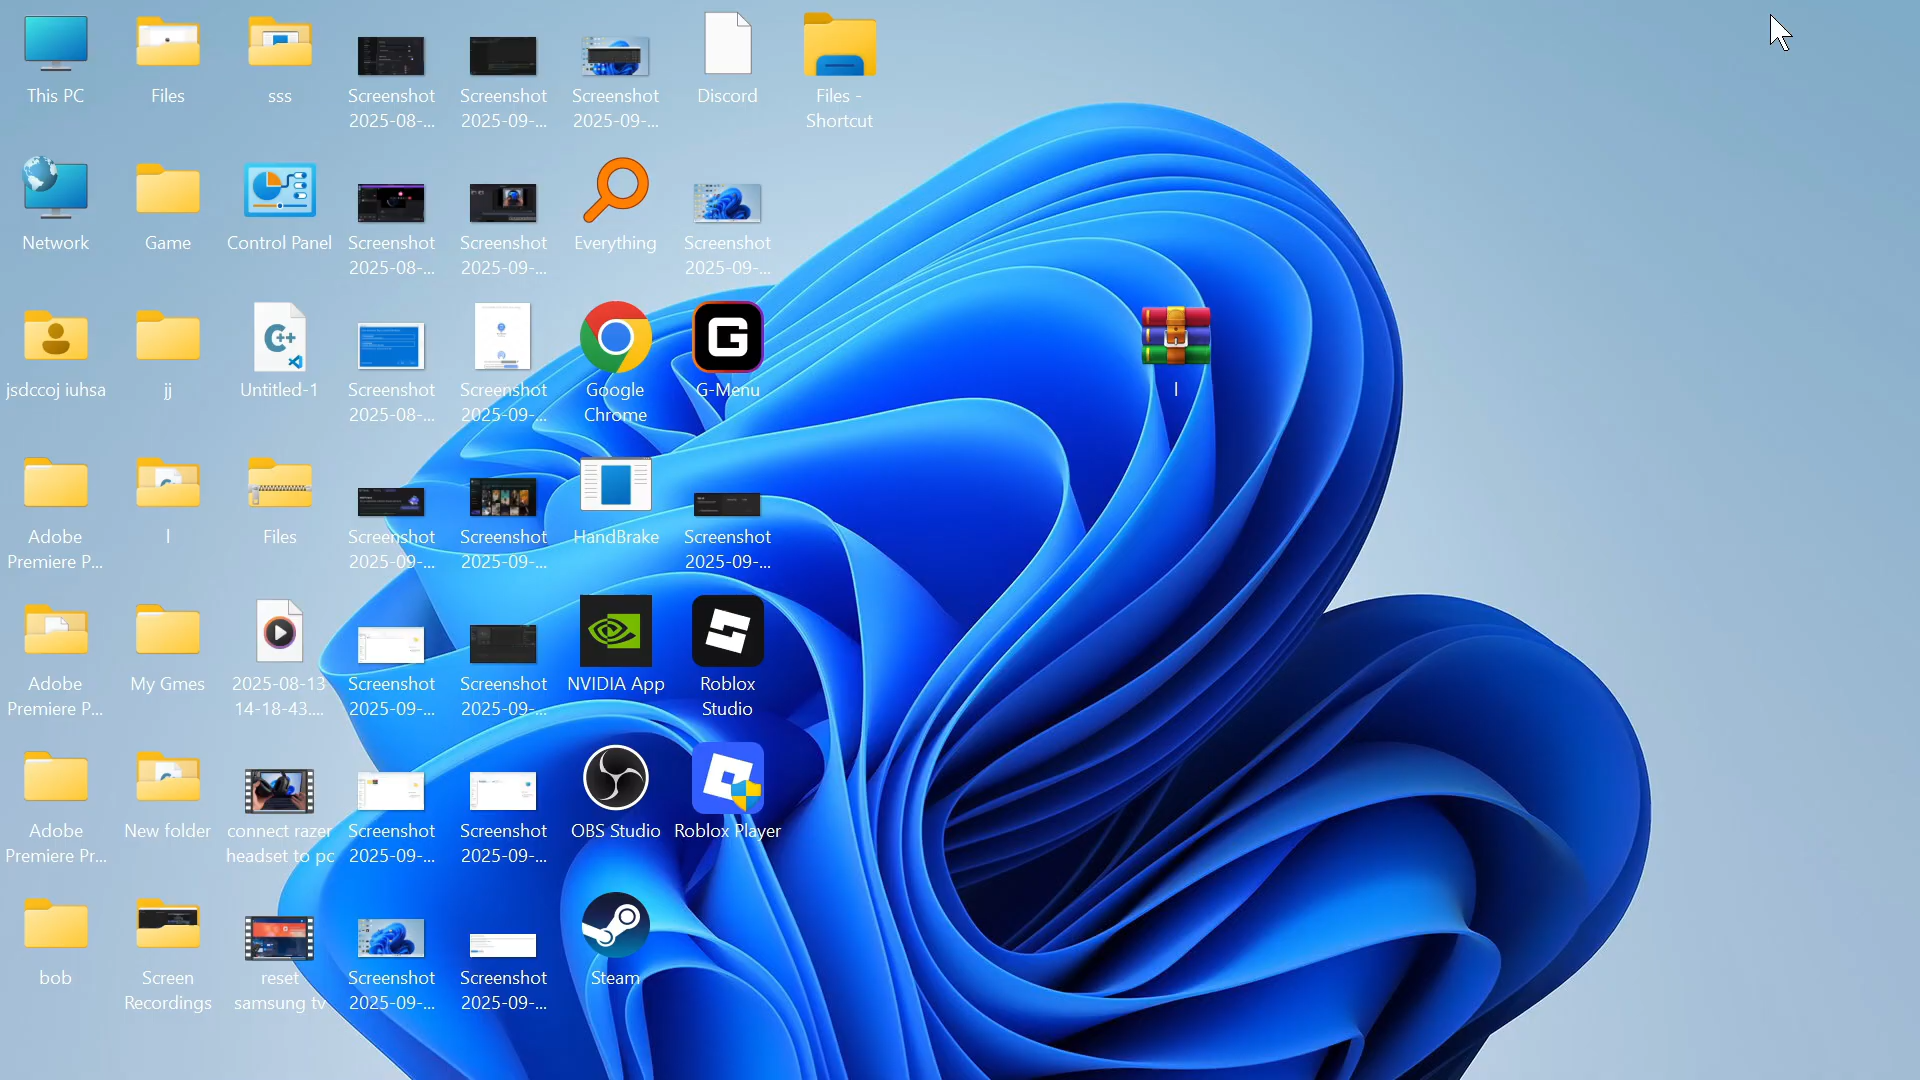 This PC
Files
sss
Screenshot
2025-08-...
Screenshot
2025-09-...
Screenshot
2025-09-...
Discord
Files -
Shortcut
Network
Game
Control Panel
Screenshot
2025-08-...
Screenshot
2025-09-...
Everything
Screenshot
2025-09-...
jsdccoj iuhsa
jj
Untitled-1
Screenshot
2025-08-...
Screenshot
2025-09-...
Google
Chrome
G-Menu
l
Adobe
Premiere P...
l
Files
Screenshot
2025-09-...
Screenshot
2025-09-...
HandBrake
Screenshot
2025-09-...
Adobe
Premiere P...
My Gmes
2025-08-13
14-18-43....
Screenshot
2025-09-...
Screenshot
2025-09-...
NVIDIA App
Roblox
Studio
Adobe
Premiere Pr...
New folder
connect razer
headset to pc
Screenshot
2025-09-...
Screenshot
2025-09-...
OBS Studio
Roblox Player
bob
Screen
Recordings
reset
samsung tv
Screenshot
2025-09-...
Screenshot
2025-09-...
Steam